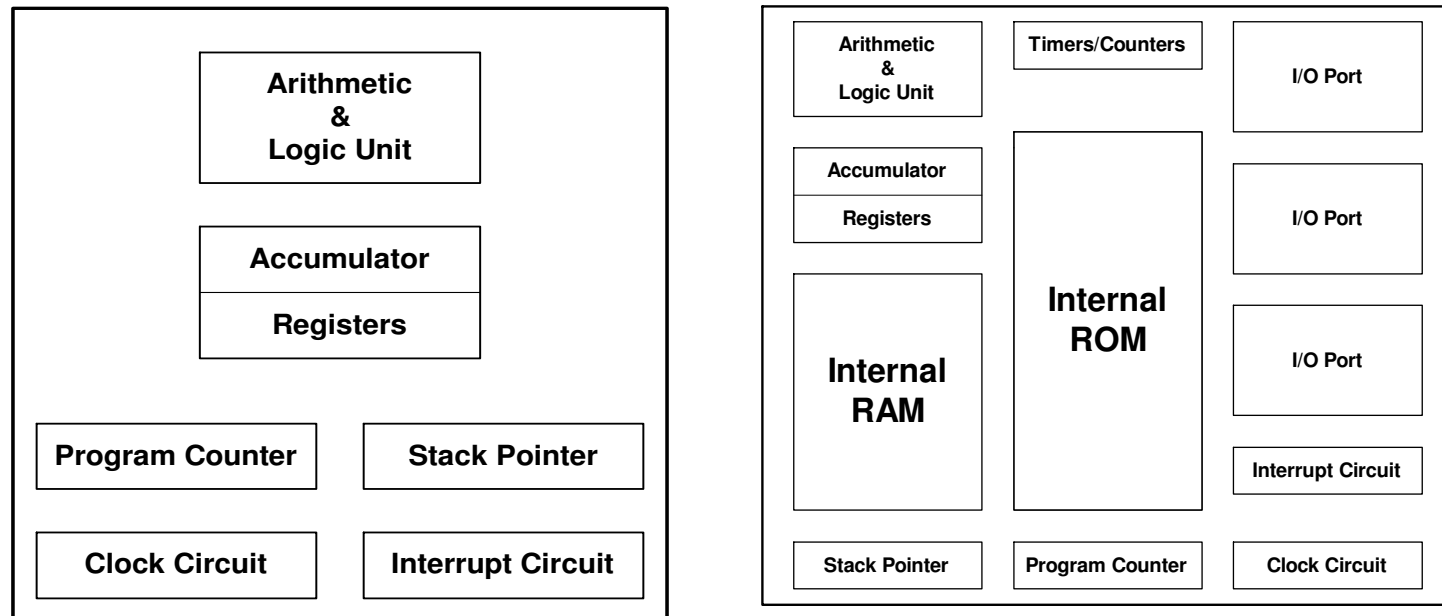 Arithmetic
&
Logic Unit
Accumulator
Registers
Program Counter
Stack Pointer
Clock Circuit
Interrupt Circuit
Arithmetic
&
Logic Unit
Accumulator
Registers
Internal
RAM
Stack Pointer
Timers/Counters
Internal
ROM
Program Counter
I/O Port
I/O Port
I/O Port
Interrupt Circuit
Clock Circuit